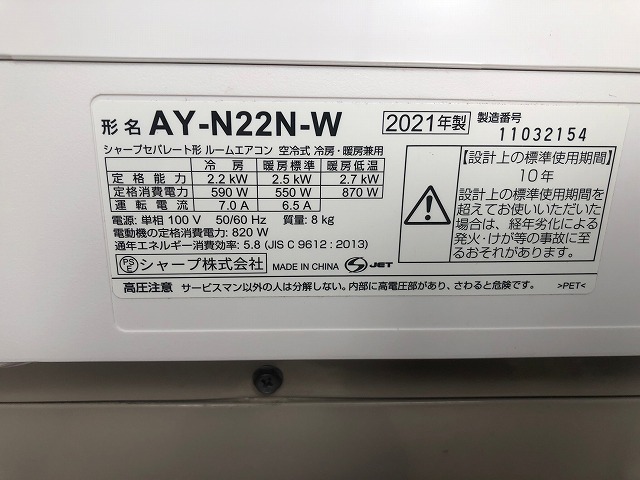 形名 AY-N22N-W 2021年製 製造番号 11032154
シャープセパレート形 ルームエアコン 空冷式 冷房・暖房兼用
冷房 暖房標準 暖房低温
定格能力 2.2 kW 2.5 kW 2.7 kW
定格消費電力 590 W 550 W 870 W
運転電流 7.0 A 6.5 A
電源: 単相 100 V 50/60 Hz 質量: 8 kg
電動機の定格消費電力: 820 W
通年エネルギー消費効率: 5.8 (JIS C 9612 : 2013)
PSE シャープ株式会社 MADE IN CHINA S JET
【設計上の標準使用期間】
10年
設計上の標準使用期間を
超えてお使いいただいた
場合は、経年劣化による
発火・けが等の事故に至
るおそれがあります。
高圧注意 サービスマン以外の人は分解しない。内部に高電圧部があり、さわると危険です。 >PET<